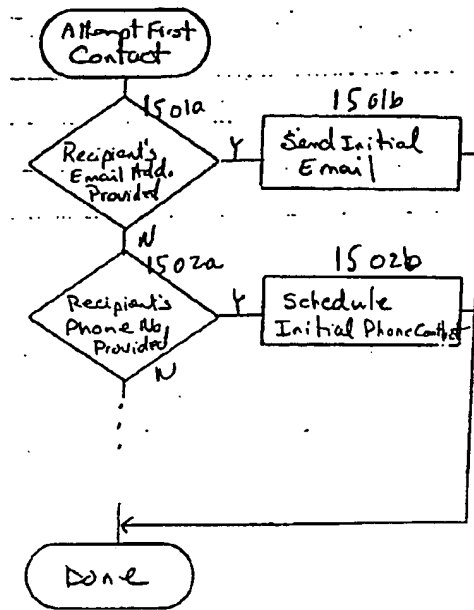 Attempt First
Contact
1501a
Recipient's
Email Add.
Provided
Y
1501b
Send Initial
Email
N
1502a
Recipient's
Phone No
Provided
Y
1502b
Schedule
Initial Phone Contact
N
Done